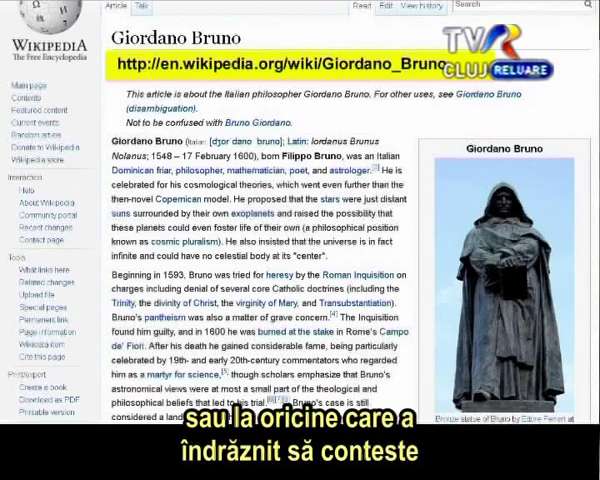 Article Talk Read Edit View history Search
WIKIPEDIA
The Free Encyclopedia
Main page
Contents
Featured content
Current events
Random article
Donate to Wikipedia
Wikipedia store
Interaction
Help
About Wikipedia
Community portal
Recent changes
Contact page
Tools
What links here
Related changes
Upload file
Special pages
Permanent link
Page information
Wikidata item
Cite this page
Print/export
Create a book
Download as PDF
Printable version
Giordano Bruno
http://en.wikipedia.org/wiki/Giordano_Bruno
TVR
CLUJ RELUARE
This article is about the Italian philosopher Giordano Bruno. For other uses, see Giordano Bruno
(disambiguation).
Not to be confused with Bruno Giordano.
Giordano Bruno (Italian: [dʒorˈdano ˈbruno]; Latin: Iordanus Brunus
Nolanus; 1548 – 17 February 1600), born Filippo Bruno, was an Italian
Dominican friar, philosopher, mathematician, poet, and astrologer. He is
celebrated for his cosmological theories, which went even further than the
then-novel Copernican model. He proposed that the stars were just distant
suns surrounded by their own exoplanets and raised the possibility that
these planets could even foster life of their own (a philosophical position
known as cosmic pluralism). He also insisted that the universe is in fact
infinite and could have no celestial body at its "center".
Beginning in 1593, Bruno was tried for heresy by the Roman Inquisition on
charges including denial of several core Catholic doctrines (including the
Trinity, the divinity of Christ, the virginity of Mary, and Transubstantiation).
Bruno's pantheism was also a matter of grave concern.[4] The Inquisition
found him guilty, and in 1600 he was burned at the stake in Rome's Campo
de' Fiori. After his death he gained considerable fame, being particularly
celebrated by 19th- and early 20th-century commentators who regarded
him as a martyr for science,[5] though scholars emphasize that Bruno's
astronomical views were at most a small part of the theological and
philosophical beliefs that led to his trial. Bruno's case is still
considered a
Giordano Bruno
Bronze statue of Bruno by Ettore Ferrari at
sau la oricine care a
îndrăznit să conteste